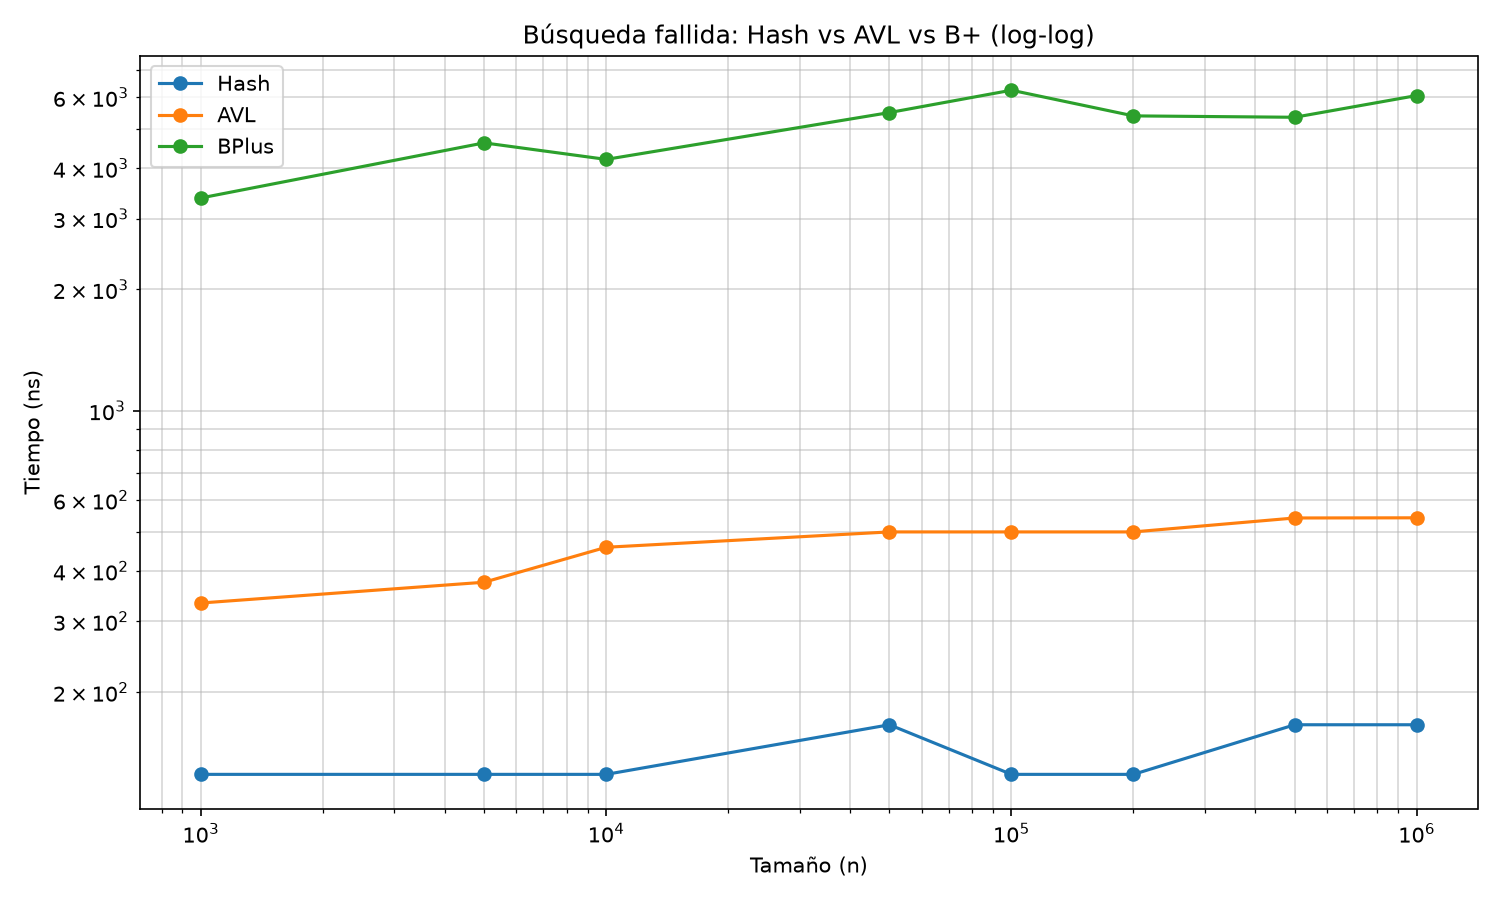 Búsqueda fallida: Hash vs AVL vs B+ (log-log)
Hash
AVL
BPlus
6 × 10³
4 × 10³
3 × 10³
2 × 10³
10³
6 × 10²
4 × 10²
3 × 10²
2 × 10²
Tiempo (ns)
10³ 10⁴ 10⁵ 10⁶
Tamaño (n)